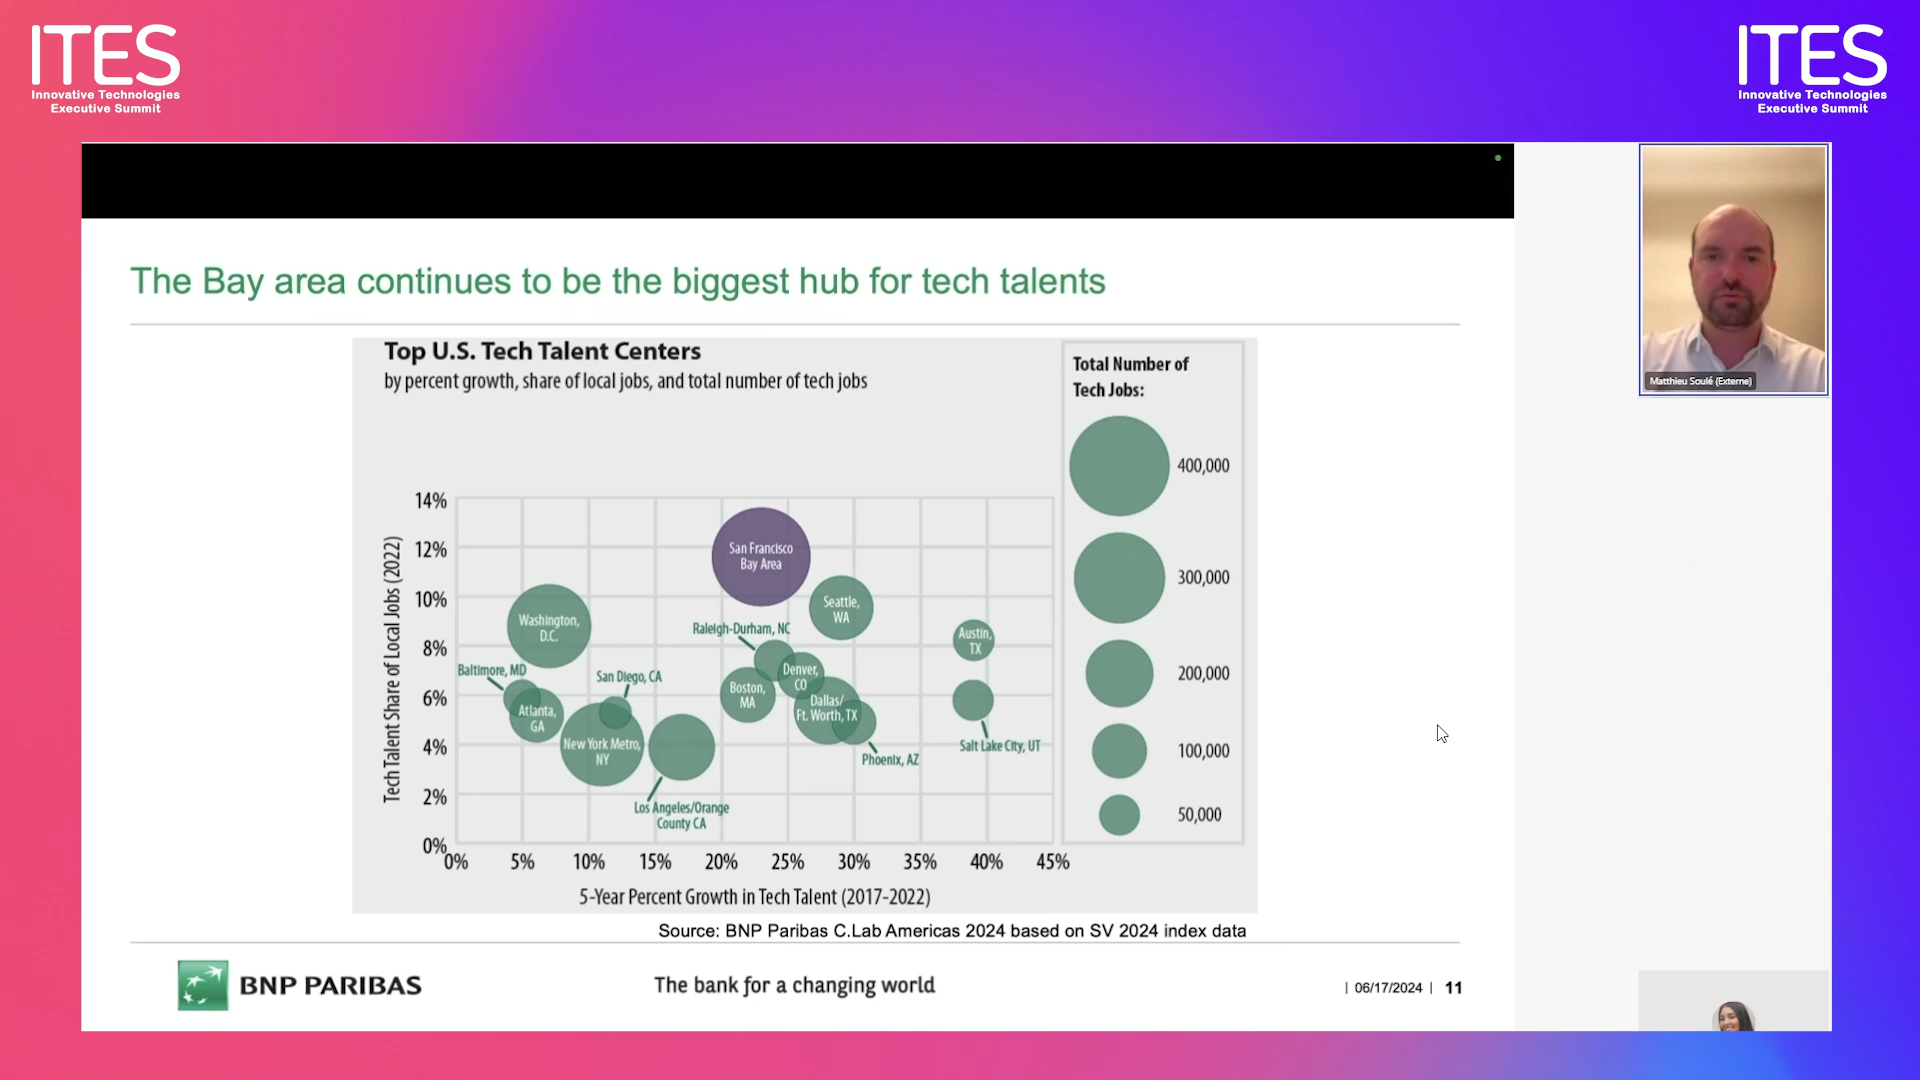 ITES
Innovative Technologies
Executive Summit
ITES
Innovative Technologies
Executive Summit
The Bay area continues to be the biggest hub for tech talents
Top U.S. Tech Talent Centers
by percent growth, share of local jobs, and total number of tech jobs
Total Number of
Tech Jobs:
400,000
300,000
200,000
100,000
50,000
Tech Talent Share of Local Jobs (2022)
14%
12%
10%
8%
6%
4%
2%
0%
San Francisco
Bay Area
Seattle,
WA
Washington,
D.C.
Raleigh-Durham, NC
Austin,
TX
Baltimore, MD
San Diego, CA
Denver,
CO
Boston,
MA
Dallas/
Ft. Worth, TX
Atlanta,
GA
New York Metro,
NY
Salt Lake City, UT
Phoenix, AZ
Los Angeles/Orange
County CA
0%
5%
10%
15%
20%
25%
30%
35%
40%
45%
5-Year Percent Growth in Tech Talent (2017-2022)
Source: BNP Paribas C.Lab Americas 2024 based on SV 2024 index data
BNP PARIBAS
The bank for a changing world
| 06/17/2024 | 11
Matthieu Soulé (Externe)